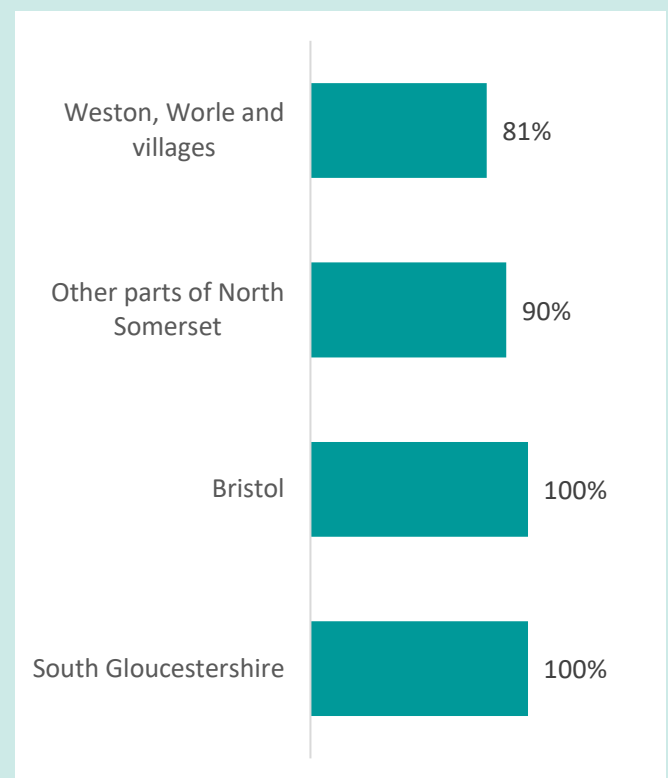 Weston, Worle and
villages
81%
Other parts of North
Somerset
90%
Bristol
100%
South Gloucestershire
100%